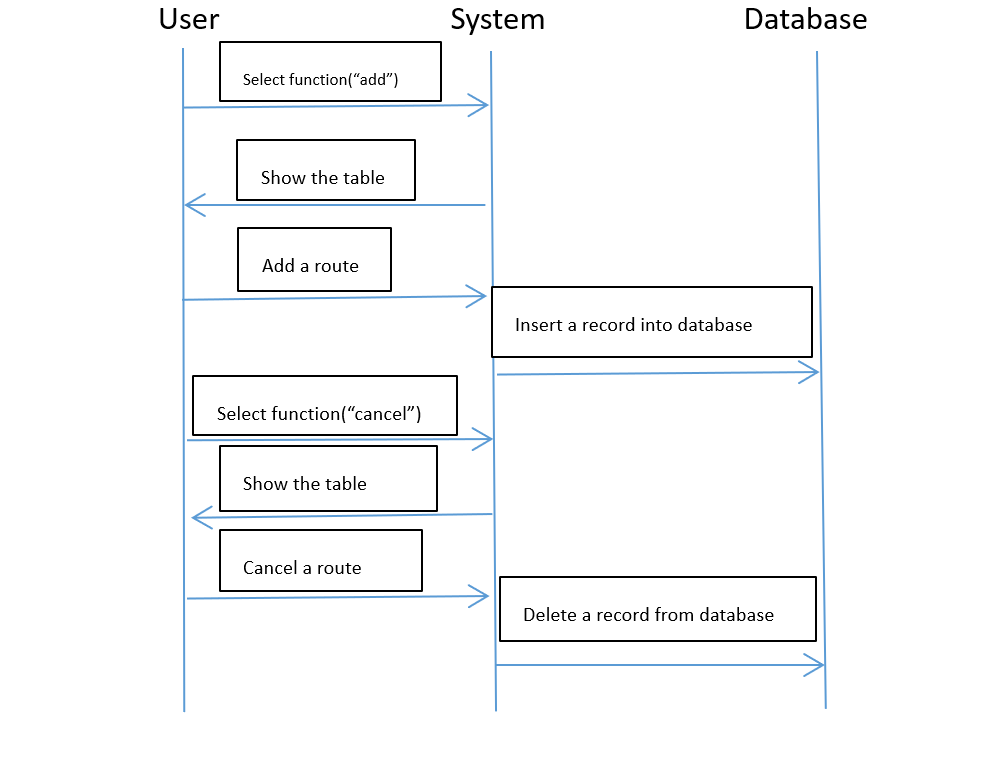 User
System
Database
Select function(“add”)
Show the table
Add a route
Insert a record into database
Select function(“cancel”)
Show the table
Cancel a route
Delete a record from database